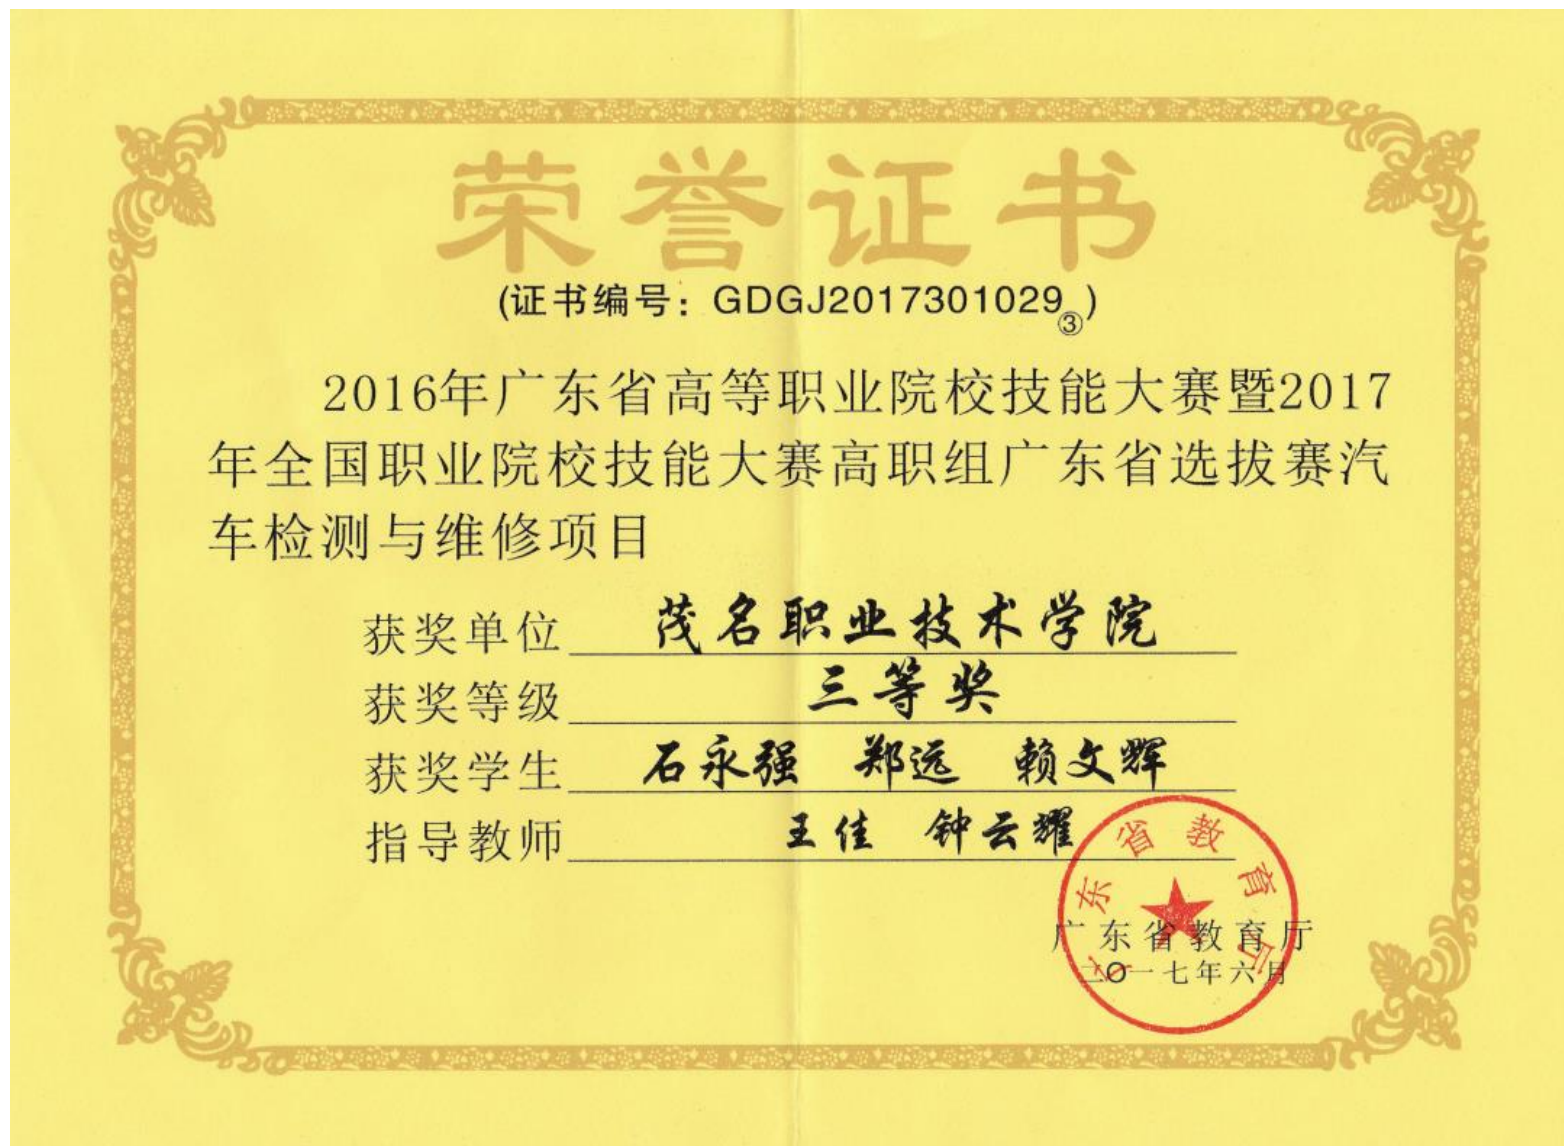 荣誉证书
(证书编号：GDGJ2017301029③)
2016年广东省高等职业院校技能大赛暨2017
年全国职业院校技能大赛高职组广东省选拔赛汽
车检测与维修项目
获奖单位 茂名职业技术学院
获奖等级 三等奖
获奖学生 石永强 郑远 赖文辉
指导教师 王佳 钟云耀
广东省教育厅
广东省教育厅
二〇一七年六月